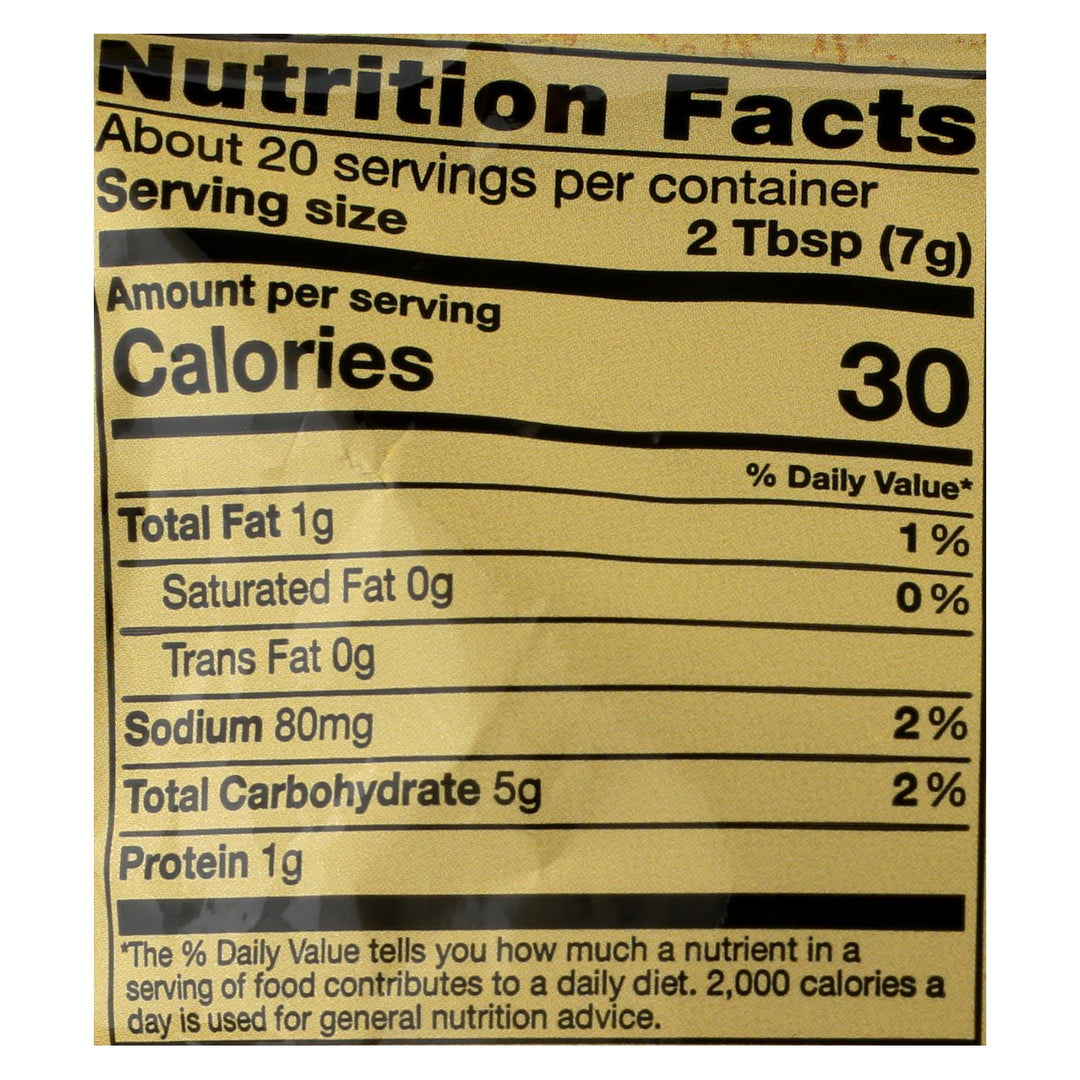 Nutrition Facts
About 20 servings per container
Serving size 2 Tbsp (7g)
Amount per serving
Calories 30
% Daily Value*
Total Fat 1g 1%
Saturated Fat 0g 0%
Trans Fat 0g
Sodium 80mg 2%
Total Carbohydrate 5g 2%
Protein 1g
*The % Daily Value tells you how much a nutrient in a
serving of food contributes to a daily diet. 2,000 calories a
day is used for general nutrition advice.